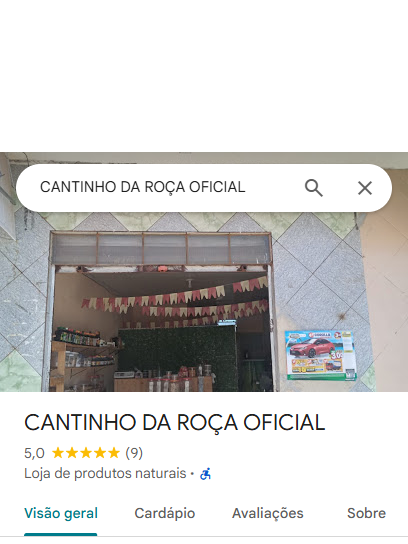 CANTINHO DA ROÇA OFICIAL
CANTINHO DA ROÇA OFICIAL
5,0 ★★★★★ (9)
Loja de produtos naturais ·
Visão geral Cardápio Avaliações Sobre